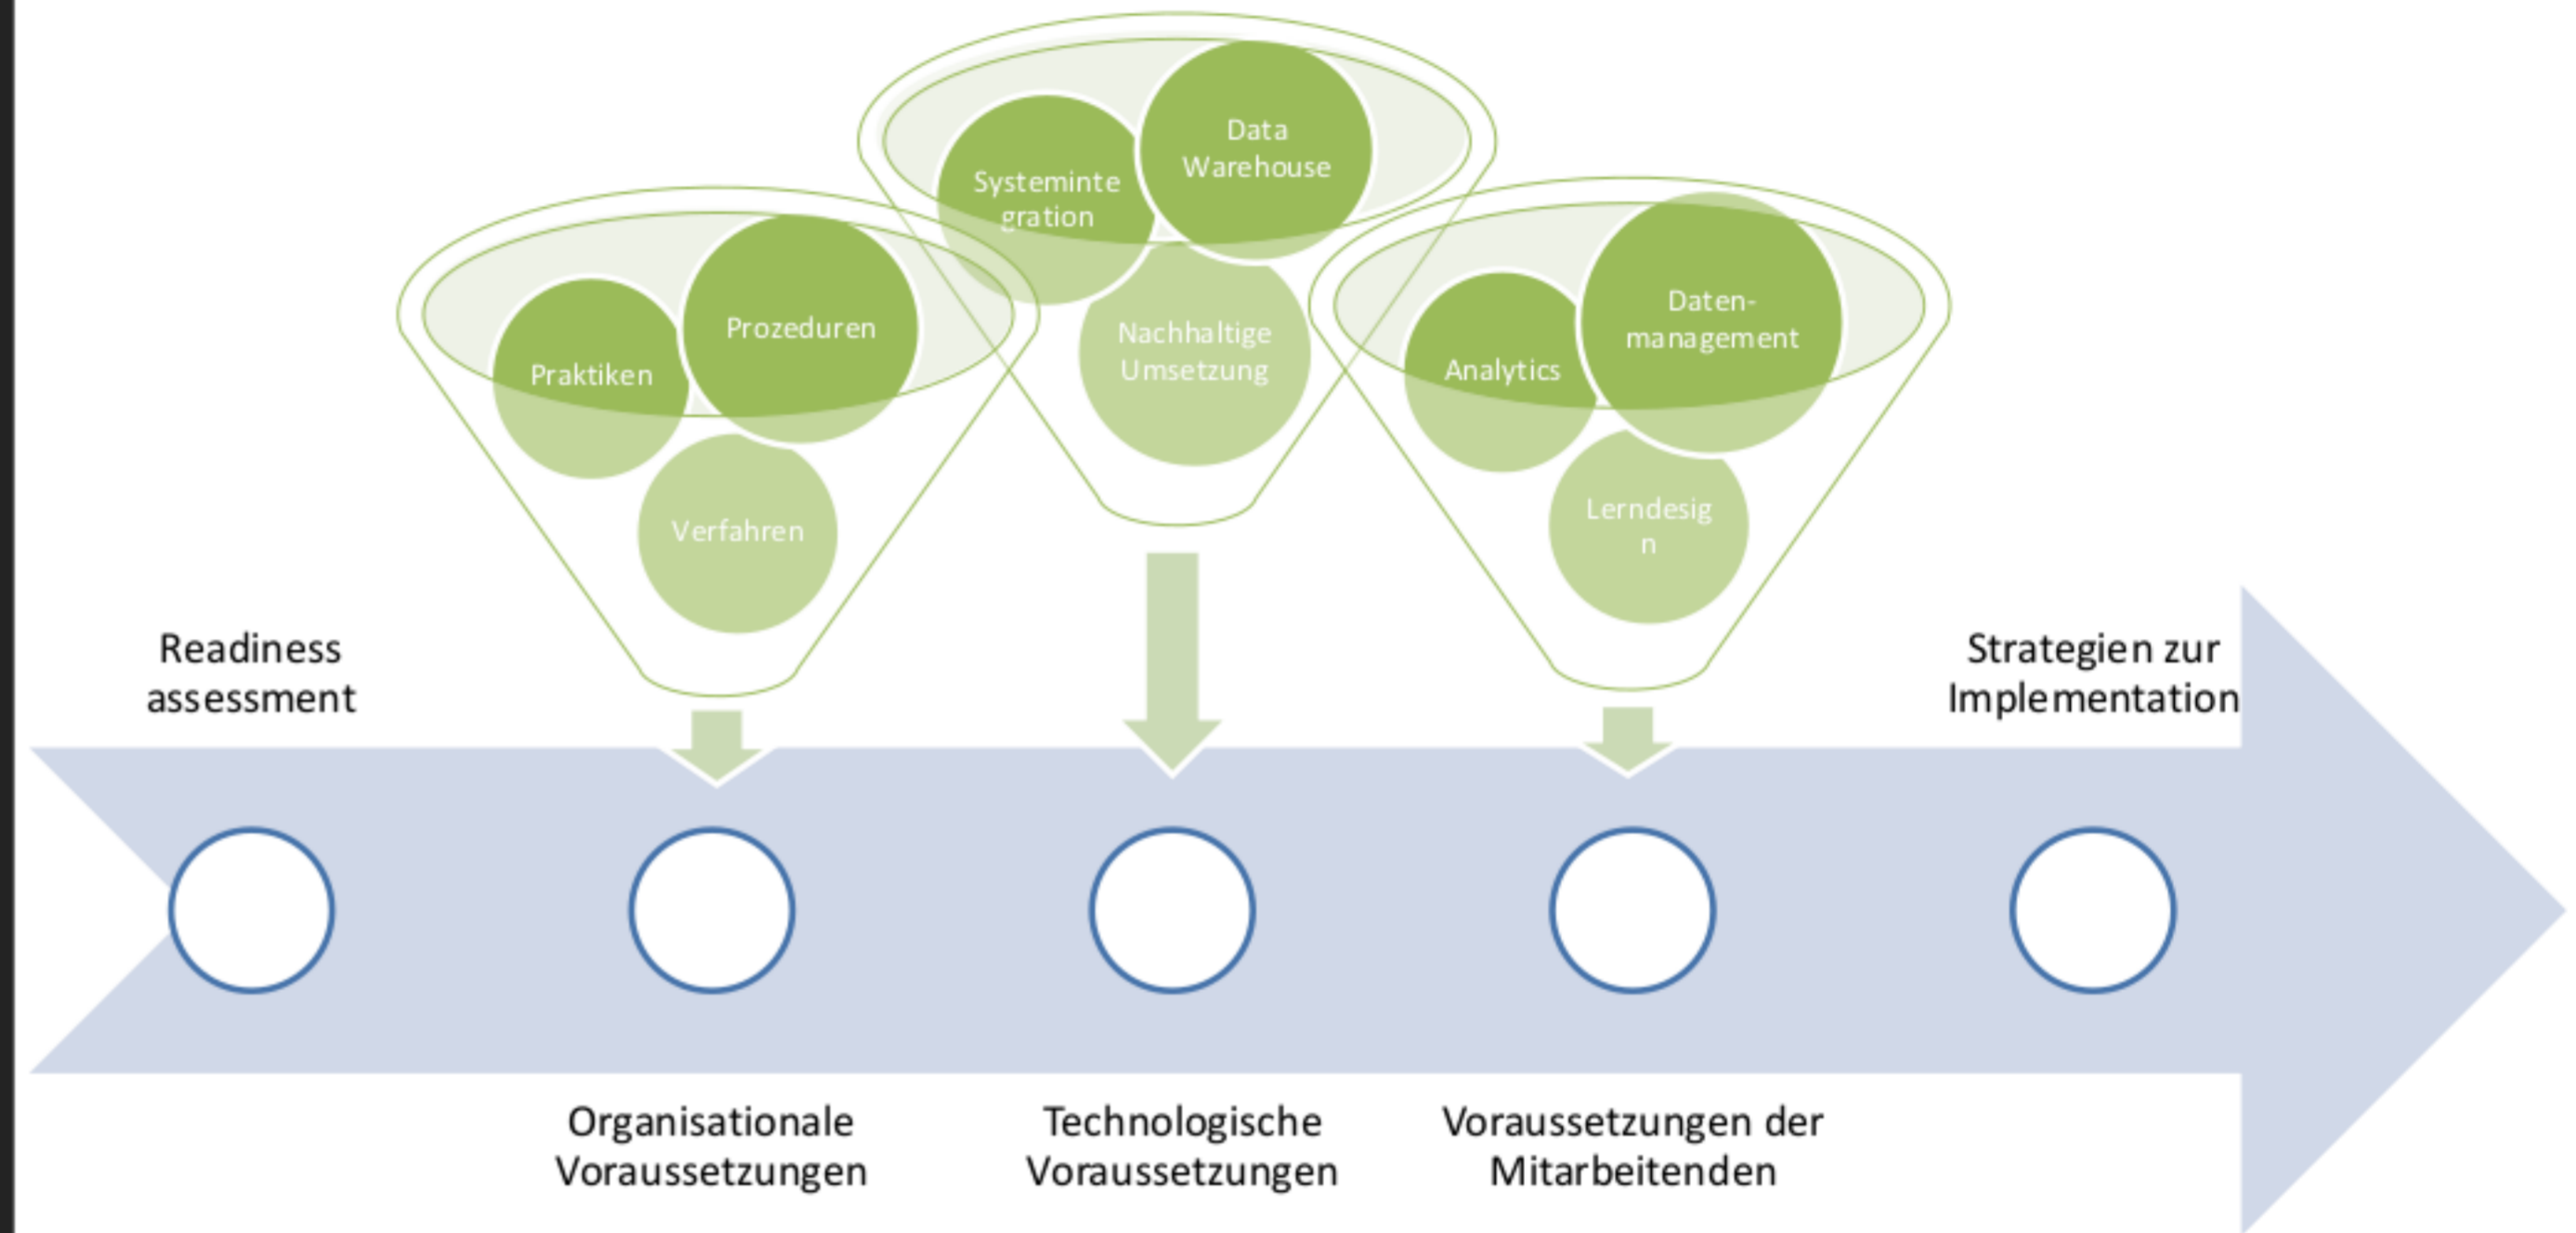 Data
Warehouse
Systeminte
gration
Nachhaltige
Umsetzung
Prozeduren
Praktiken
Verfahren
Daten-
management
Analytics
Lerndesig
n
Readiness
assessment
Strategien zur
Implementation
Organisationale
Voraussetzungen
Technologische
Voraussetzungen
Voraussetzungen der
Mitarbeitenden